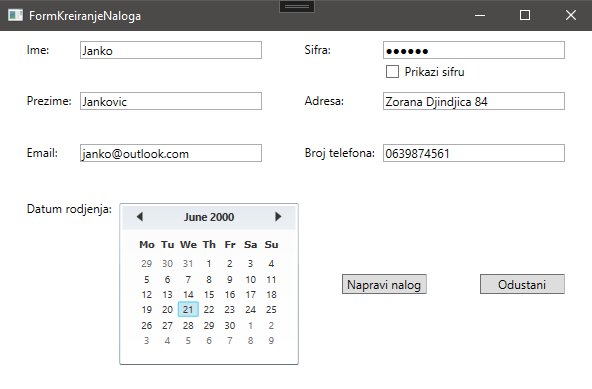 FormKreiranjeNaloga
Ime: Janko
Sifra: ●●●●●●
Prikazi sifru
Prezime: Jankovic
Adresa: Zorana Djindjica 84
Email: janko@outlook.com
Broj telefona: 0639874561
Datum rodjenja:
June 2000
Mo Tu We Th Fr Sa Su
29 30 31 1 2 3 4
5 6 7 8 9 10 11
12 13 14 15 16 17 18
19 20 21 22 23 24 25
26 27 28 29 30 1 2
3 4 5 6 7 8 9
Napravi nalog
Odustani